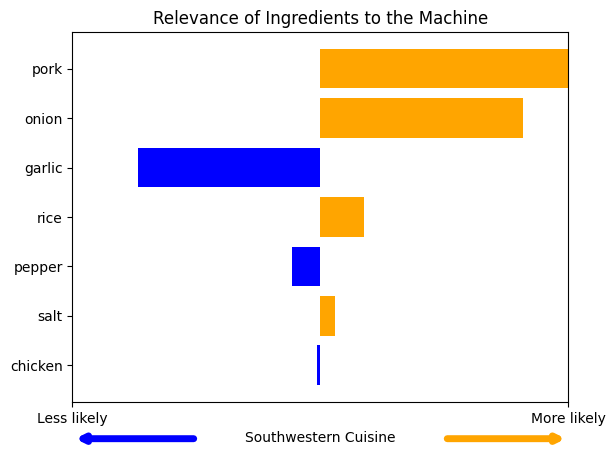 Relevance of Ingredients to the Machine
pork
onion
garlic
rice
pepper
salt
chicken
Less likely
More likely
Southwestern Cuisine